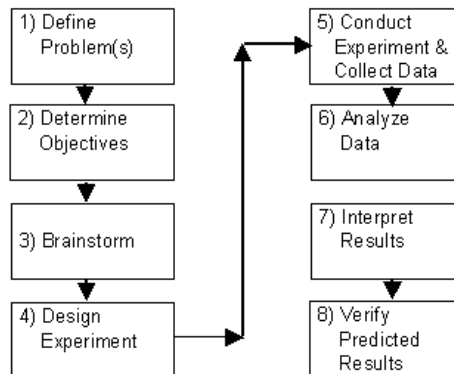 1) Define
Problem(s)
2) Determine
Objectives
3) Brainstorm
4) Design
Experiment
5) Conduct
Experiment &
Collect Data
6) Analyze
Data
7) Interpret
Results
8) Verify
Predicted
Results